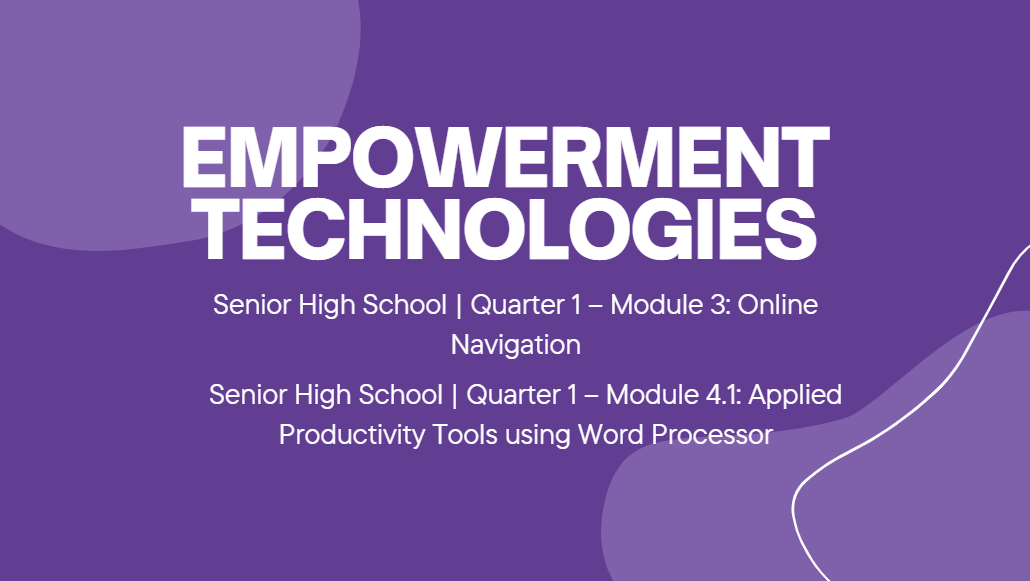 EMPOWERMENT
TECHNOLOGIES
Senior High School | Quarter 1 – Module 3: Online
Navigation
Senior High School | Quarter 1 – Module 4.1: Applied
Productivity Tools using Word Processor